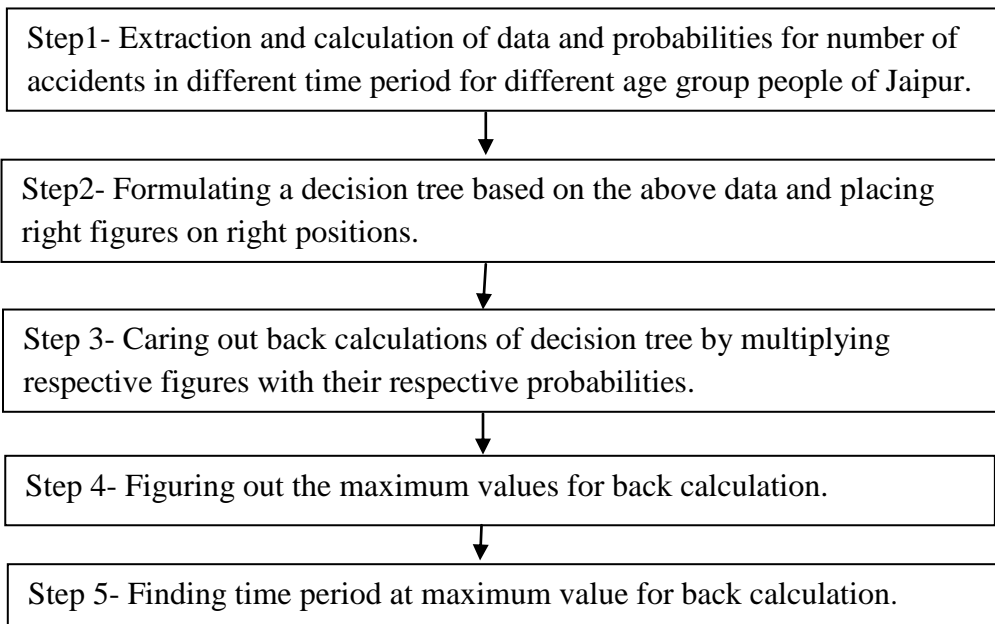 Step1- Extraction and calculation of data and probabilities for number of
accidents in different time period for different age group people of Jaipur.
Step2- Formulating a decision tree based on the above data and placing
right figures on right positions.
Step 3- Caring out back calculations of decision tree by multiplying
respective figures with their respective probabilities.
Step 4- Figuring out the maximum values for back calculation.
Step 5- Finding time period at maximum value for back calculation.